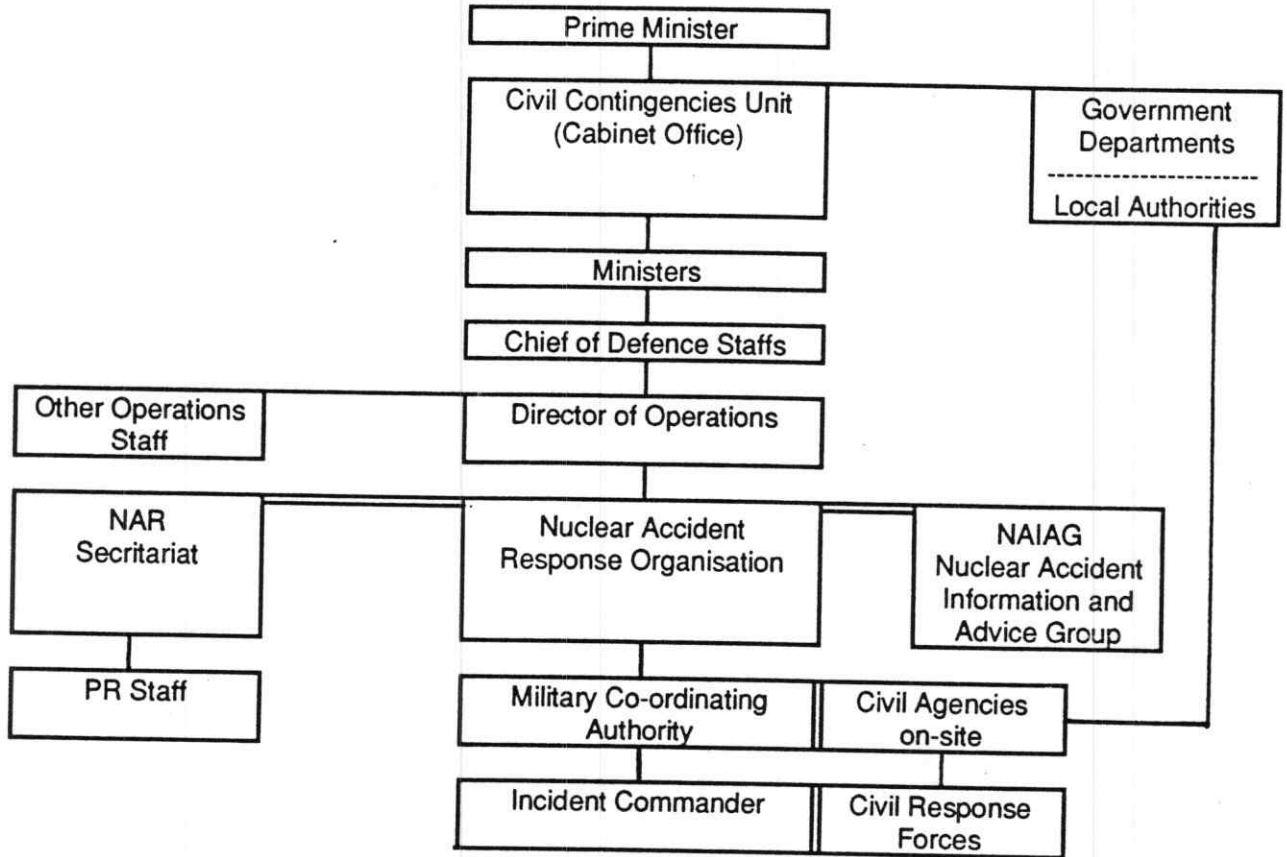 Prime Minister
Civil Contingencies Unit
(Cabinet Office)
Government
Departments
-----------------------
Local Authorities
Ministers
Chief of Defence Staffs
Other Operations
Staff
Director of Operations
NAR
Secritariat
Nuclear Accident
Response Organisation
NAIAG
Nuclear Accident
Information and
Advice Group
PR Staff
Military Co-ordinating
Authority
Civil Agencies
on-site
Incident Commander
Civil Response
Forces